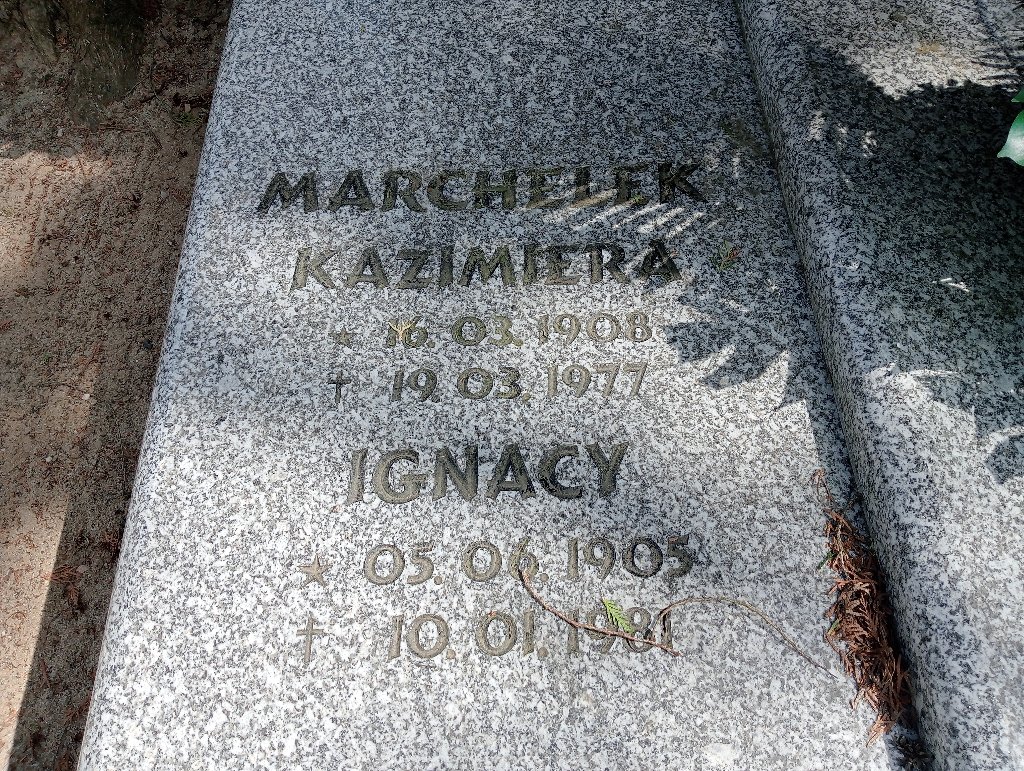 MARCHELEK
KAZIMIERA
★ 16.03.1908
† 19.03.1977
IGNACY
★ 05.06.1905
† 10.01.1981